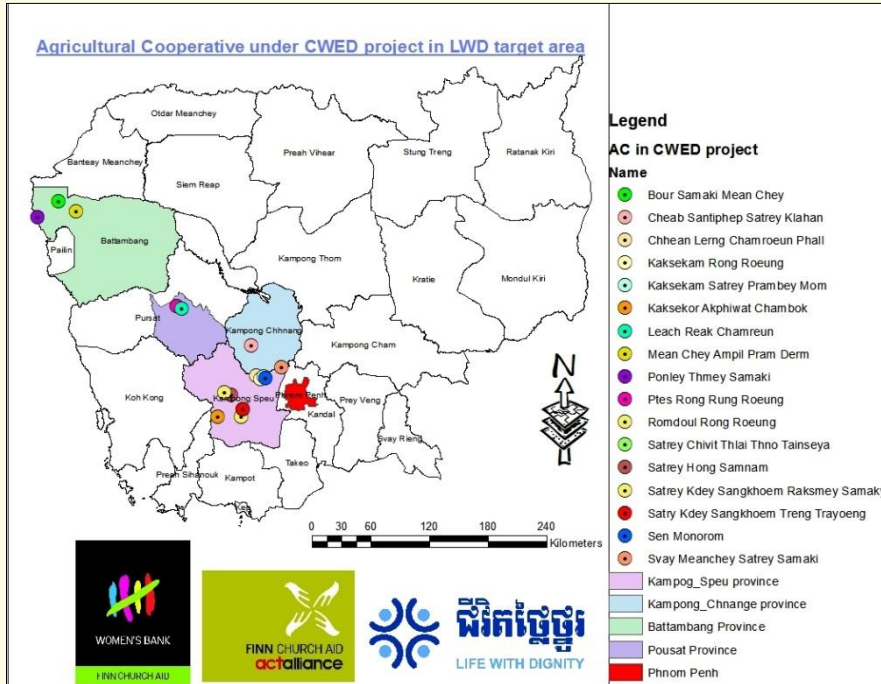 Agricultural Cooperative under CWED project in LWD target area
Otdar Meanchey
Preah Vihear
Stung Treng
Ratanak Kiri
Banteay Meanchey
Siem Reap
Battambang
Pailin
Kampong Thom
Kratie
Mondul Kiri
Pursat
Kampong Chhnang
Kampong Cham
Koh Kong
Kampong Speu
Phnom Penh
Kandal
Prey Veng
Svay Rieng
Takeo
Preah Sihanouk
Kampot
Kep
N
0 15 30 60 120 180 240
Kilometers
Legend
AC in CWED project
Name
Bour Samaki Mean Chey
Cheab Santiphep Satrey Klahan
Chhean Lerng Chamroeun Phall
Kaksekam Rong Roeung
Kaksekam Satrey Prambey Mom
Kaksekor Akphiwat Chambok
Leach Reak Chamreun
Mean Chey Ampil Pram Derm
Ponley Thmey Samaki
Ptes Rong Rung Roeung
Romdoul Rong Roeung
Satrey Chivit Thlai Thno Tainseya
Satrey Hong Samnam
Satrey Kdey Sangkhoem Raksmey Samaky
Satry Kdey Sangkhoem Treng Trayoeng
Sen Monorom
Svay Meanchey Satrey Samaki
Kampog_Speu province
Kampong_Chnange province
Battambang Province
Pousat Province
Phnom Penh
WOMEN'S BANK
FINN CHURCH AID
FINN CHURCH AID
actalliance
ជីវិតថ្លៃថ្នូរ
LIFE WITH DIGNITY